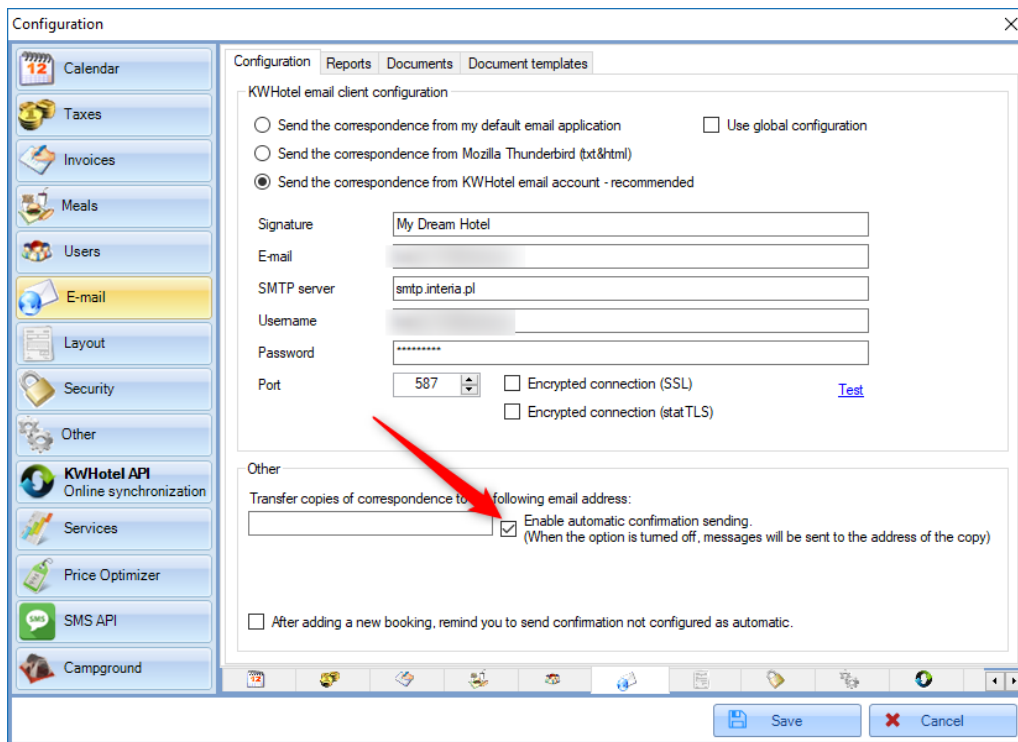 Configuration
Calendar
Taxes
Invoices
Meals
Users
E-mail
Layout
Security
Other
KWHotel API
Online synchronization
Services
Price Optimizer
SMS API
Campground
Configuration Reports Documents Document templates
KWHotel email client configuration
Send the correspondence from my default email application Use global configuration
Send the correspondence from Mozilla Thunderbird (txt&html)
Send the correspondence from KWHotel email account - recommended
Signature My Dream Hotel
E-mail
SMTP server smtp.interia.pl
Username
Password *********
Port 587 Encrypted connection (SSL) Test
Encrypted connection (statTLS)
Other
Transfer copies of correspondence to following email address:
Enable automatic confirmation sending.
(When the option is turned off, messages will be sent to the address of the copy)
After adding a new booking, remind you to send confirmation not configured as automatic.
Save Cancel